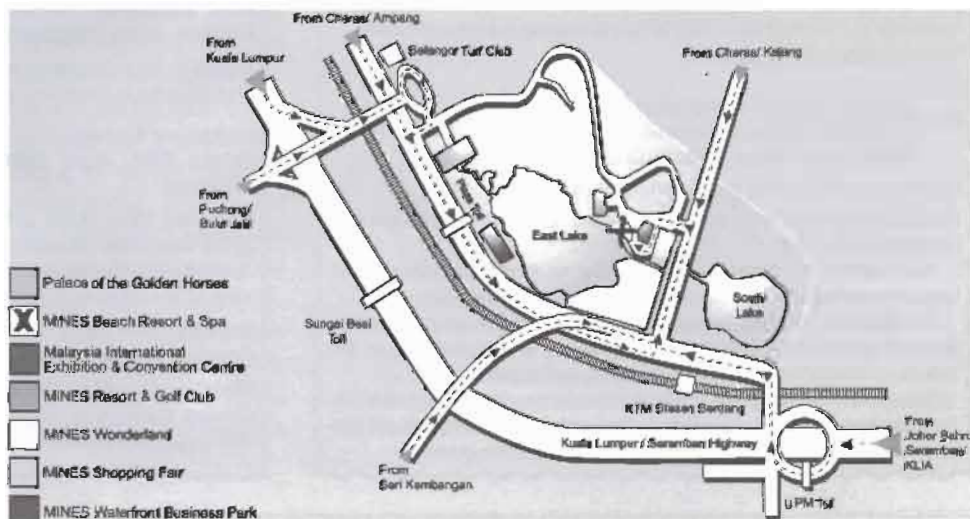 From Cheras/ Ampang
From
Kuala Lumpur
Selangor Turf Club
From Cheras/ Kajang
From
Puchong/
Bukit Jalil
East Lake
South
Lake
Sungai Besi
Toll
Palace of the Golden Horses
MINES Beach Resort & Spa
Malaysia International
Exhibition & Convention Centre
MINES Resort & Golf Club
MINES Wonderland
MINES Shopping Fair
MINES Waterfront Business Park
KTM Stesen Serdang
Kuala Lumpur / Seremban Highway
From
Johor Bahru
Seremban/
KLIA
From
Seri Kembangan
UPM Toll